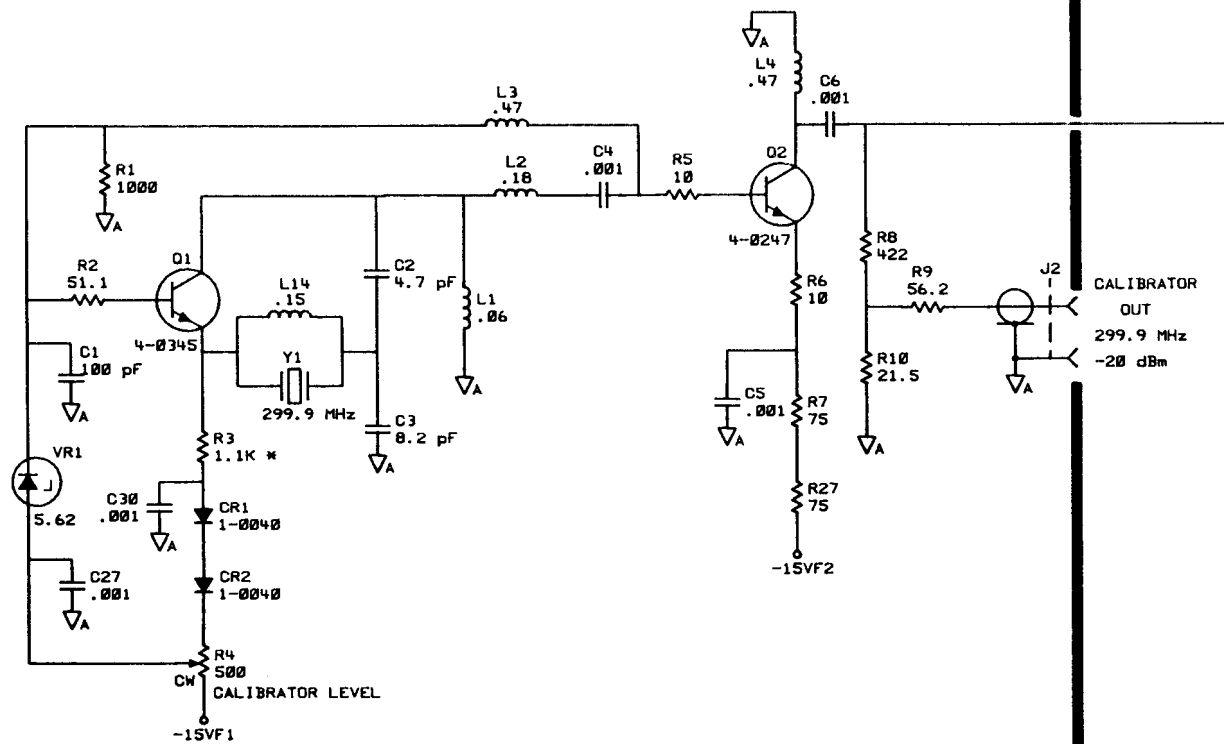 A
L4
.47
C6
.001
L3
.47
L2
.18
C4
.001
R5
10
Q2
4-0247
R1
1000
A
R2
51.1
Q1
4-0345
L14
.15
Y1
299.9 MHz
C2
4.7 pF
L1
.06
A
R6
10
R8
422
R9
56.2
J2
CALIBRATOR
OUT
299.9 MHz
-20 dBm
A
C1
100 pF
A
C3
8.2 pF
A
C5
.001
A
R7
75
R10
21.5
A
R3
1.1K *
VR1
5.62
C30
.001
A
CR1
1-0040
R27
75
-15VF2
C27
.001
A
CR2
1-0040
R4
500
CW
CALIBRATOR LEVEL
-15VF1